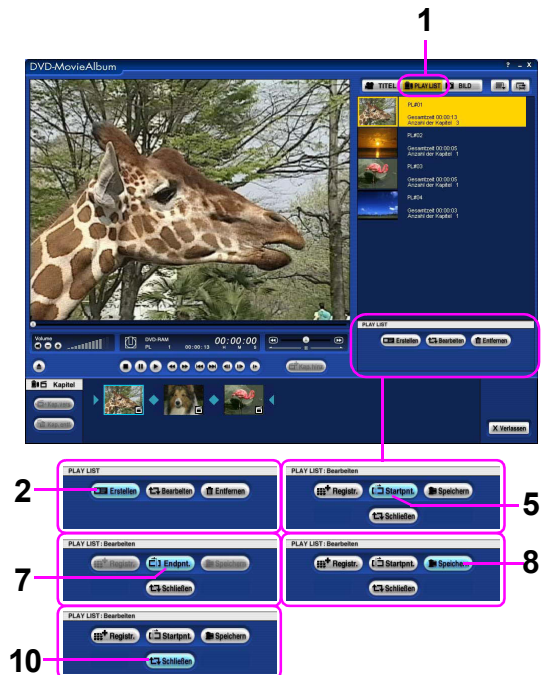 1
DVD-MovieAlbum
TITEL PLAY LIST BILD
PL#01
Gesamtzeit 00:00:13
Anzahl der Kapitel 3
PL#02
Gesamtzeit 00:00:05
Anzahl der Kapitel 1
PL#03
Gesamtzeit 00:00:05
Anzahl der Kapitel 1
PL#04
Gesamtzeit 00:00:03
Anzahl der Kapitel 1
PLAY LIST
Erstellen Bearbeiten Entfernen
Volume
DVD-RAM 00:00:00
PL 1 00:00:13 H M S
Kapitel
X Verlassen
PLAY LIST
2 Erstellen Bearbeiten Entfernen
PLAY LIST: Bearbeiten
Registr. Startpnt. Speichern
Schließen
5
PLAY LIST: Bearbeiten
Registr. Endpnt. Speichern
Schließen
7
PLAY LIST: Bearbeiten
Registr. Startpnt. Speichern
Schließen
8
PLAY LIST: Bearbeiten
Registr. Startpnt. Speichern
Schließen
10